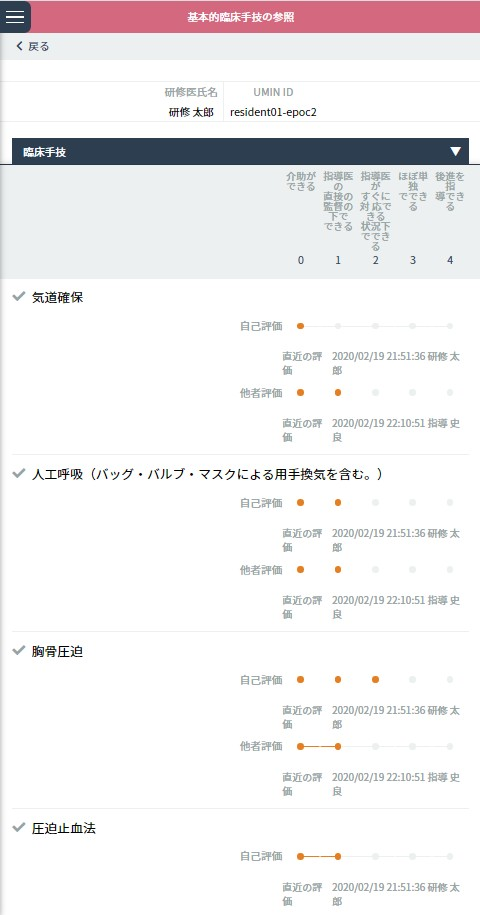 基本的臨床手技の参照
戻る
研修医氏名 UMIN ID
研修 太郎 resident01-epoc2
臨床手技 ▼
介助が
できる
0
指導医
の
直接の
監督の
下で
できる
1
指導医
が
すぐに
対応で
きる
状況下
ででき
る
2
ほぼ単
独
でき
る
3
後進を
指
導でき
る
4
気道確保
自己評価
直近の評
価
2020/02/19 21:51:36 研修 太
郎
他者評価
直近の評
価
2020/02/19 22:10:51 指導 史
良
人工呼吸（バッグ・バルブ・マスクによる用手換気を含む。）
自己評価
直近の評
価
2020/02/19 21:51:36 研修 太
郎
他者評価
直近の評
価
2020/02/19 22:10:51 指導 史
良
胸骨圧迫
自己評価
直近の評
価
2020/02/19 21:51:36 研修 太
郎
他者評価
直近の評
価
2020/02/19 22:10:51 指導 史
良
圧迫止血法
自己評価
直近の評
価
2020/02/19 21:51:36 研修 太
郎